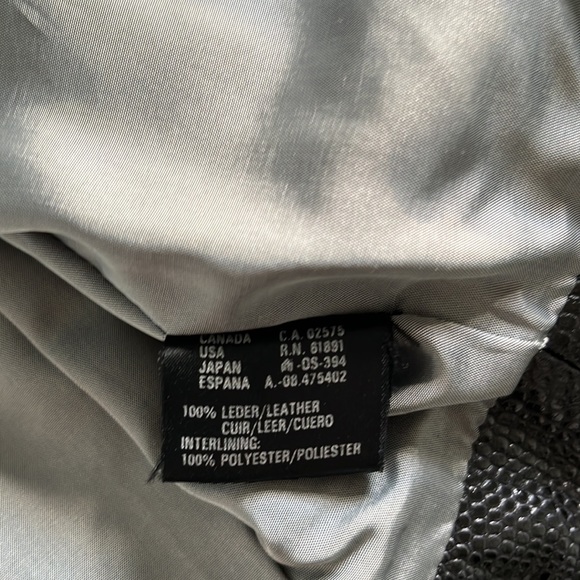 CANADA C.A. 02575
USA R.N. 61891
JAPAN -DS-394
ESPANA A.-08.475402
100% LEDER/LEATHER
CUIR/LEER/CUERO
INTERLINING:
100% POLYESTER/POLIESTER